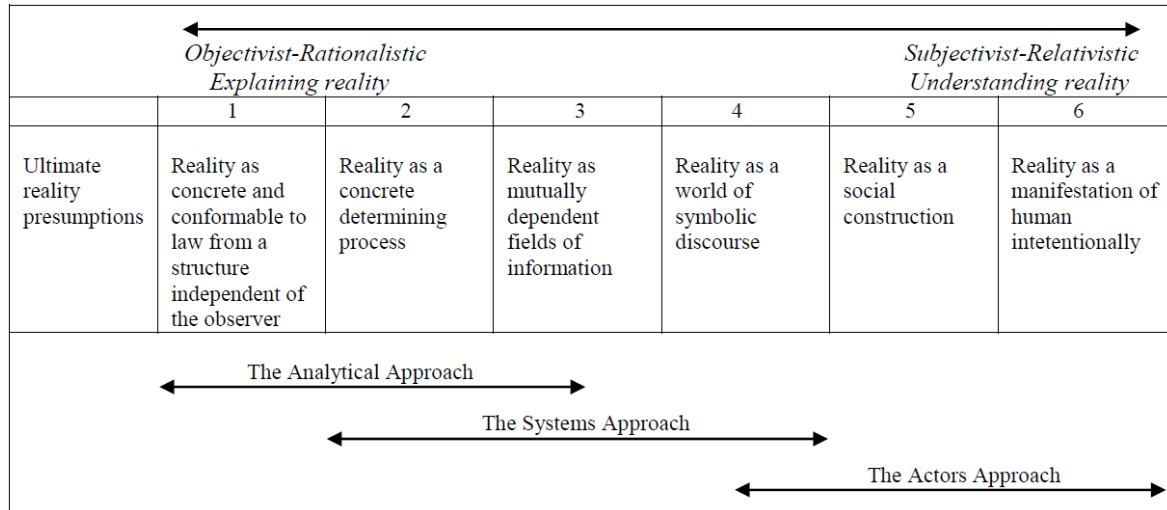 Objectivist-Rationalistic
Explaining reality
Subjectivist-Relativistic
Understanding reality
1 2 3 4 5 6
Ultimate
reality
presumptions
Reality as
concrete and
conformable to
law from a
structure
independent of
the observer
Reality as a
concrete
determining
process
Reality as
mutually
dependent
fields of
information
Reality as a
world of
symbolic
discourse
Reality as a
social
construction
Reality as a
manifestation of
human
intetentionally
The Analytical Approach
The Systems Approach
The Actors Approach